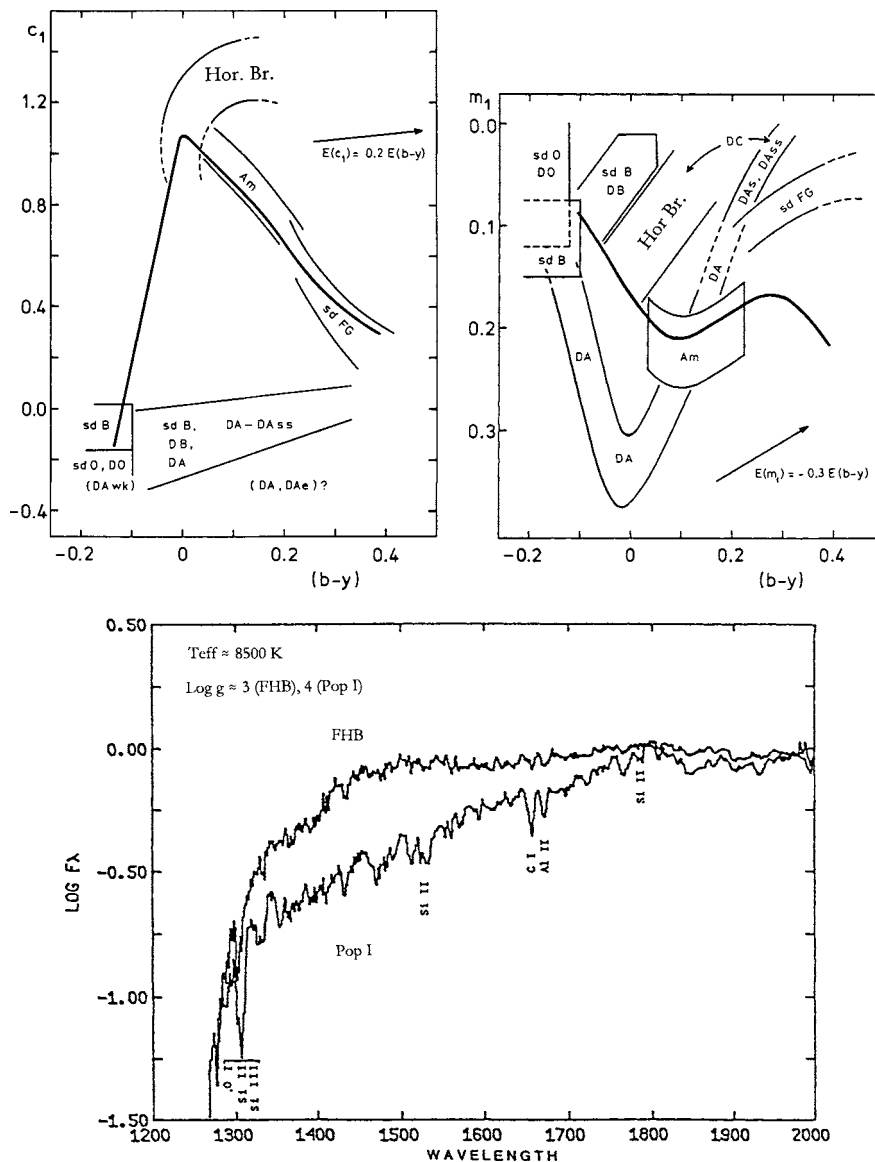 c₁
Hor. Br.
1.2
E(c₁) = 0.2 E(b-y)
Am
0.8
0.4
sd FG
0.0
sd B
sd B,
DA-DAss
DB,
DA
sd O, DO
(DAwk)
(DA, DAe)?
-0.4
-0.2
0
0.2
0.4
(b-y)
m₁
0.0
sd O
DO
sd B
DB
DC
DAs, DAss
sd FG
Hor Br.
0.1
DA
sd B
0.2
DA
Am
0.3
DA
E(m₁) = -0.3 E(b-y)
-0.2
0
0.2
0.4
(b-y)
0.50
Teff ≈ 8500 K
Log g ≈ 3 (FHB), 4 (Pop I)
FHB
0.00
Si II
C I
Al II
Si II
-0.50
LOG Fλ
Pop I
-1.00
O I
Si II
Si III
-1.50
1200
1300
1400
1500
1600
1700
1800
1900
2000
WAVELENGTH